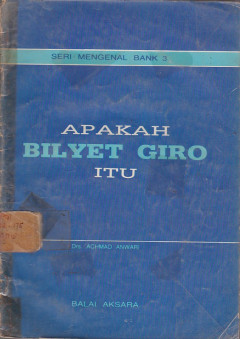 SERI MENGENAL BANK 3
APAKAH
BILYET GIRO
ITU
Drs. ACHMAD ANWARI
BALAI AKSARA